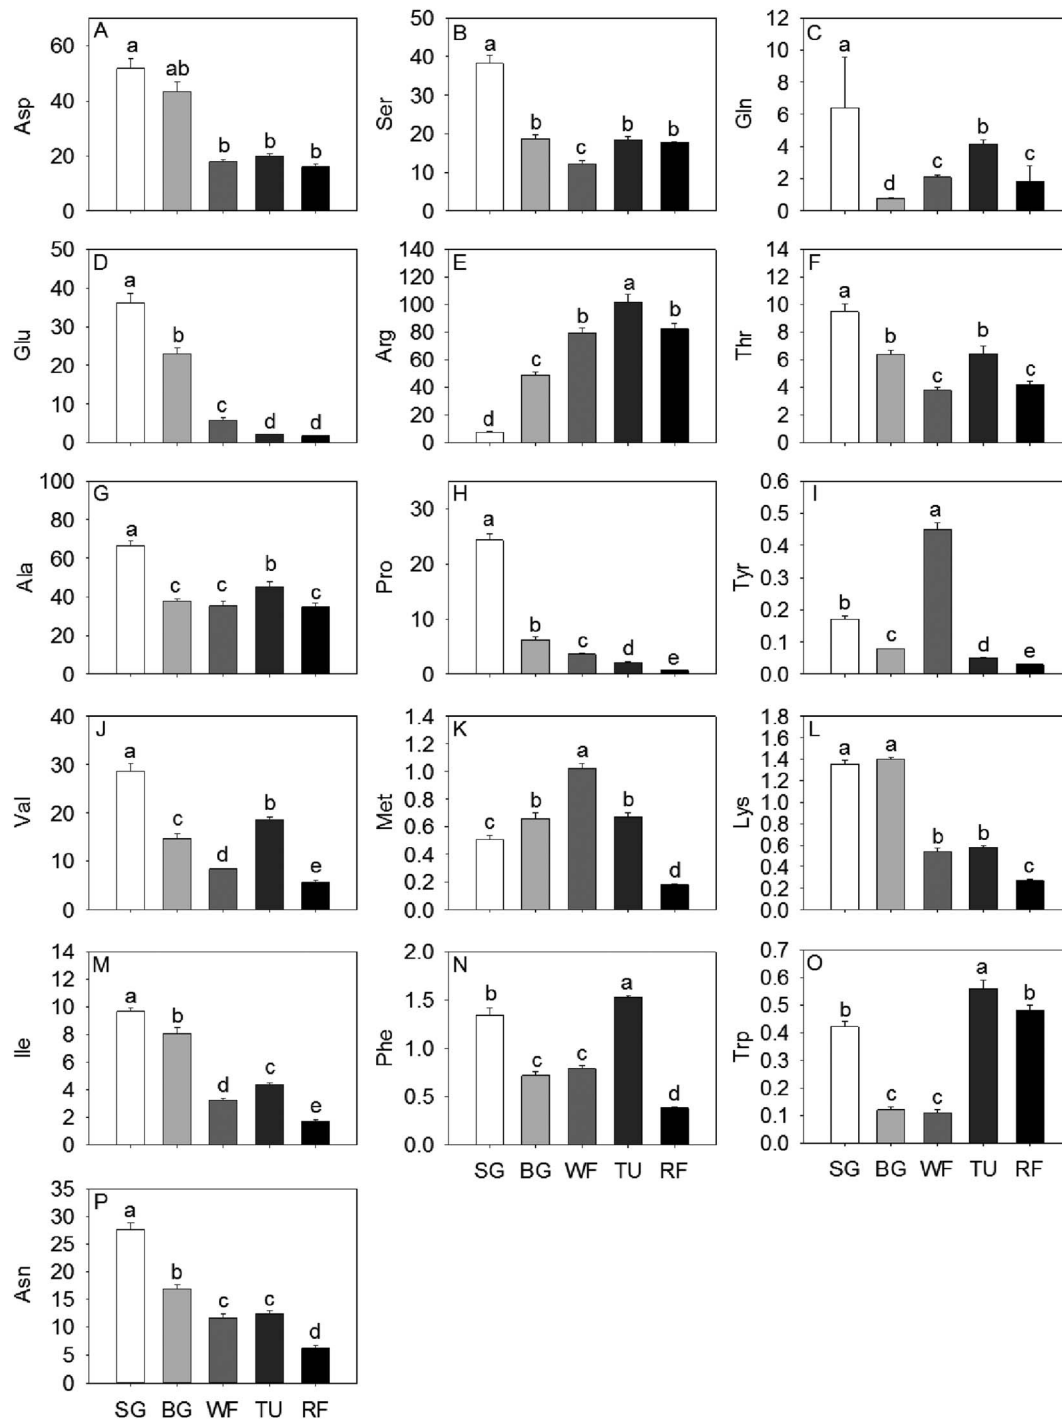 A
60
40
20
0
Asp
a
ab
b
b
b
B
50
40
30
20
10
0
Ser
a
b
c
b
b
C
12
10
8
6
4
2
0
Gln
a
d
c
b
c
D
50
40
30
20
10
0
Glu
a
b
c
d
d
E
140
120
100
80
60
40
20
0
Arg
d
c
b
a
b
F
14
12
10
8
6
4
2
0
Thr
a
b
c
b
c
G
100
80
60
40
20
0
Ala
a
c
c
b
c
H
30
20
10
0
Pro
a
b
c
d
e
I
0.6
0.5
0.4
0.3
0.2
0.1
0.0
Tyr
b
c
a
d
e
J
40
30
20
10
0
Val
a
c
d
b
e
K
1.4
1.2
1.0
0.8
0.6
0.4
0.2
0.0
Met
c
b
a
b
d
L
1.8
1.6
1.4
1.2
1.0
0.8
0.6
0.4
0.2
0.0
Lys
a
a
b
b
c
M
14
12
10
8
6
4
2
0
Ile
a
b
d
c
e
N
2.0
1.5
1.0
0.5
0.0
Phe
b
c
c
a
d
SG BG WF TU RF
O
0.7
0.6
0.5
0.4
0.3
0.2
0.1
0.0
Trp
b
c
c
a
b
SG BG WF TU RF
P
35
30
25
20
15
10
5
0
Asn
a
b
c
c
d
SG BG WF TU RF